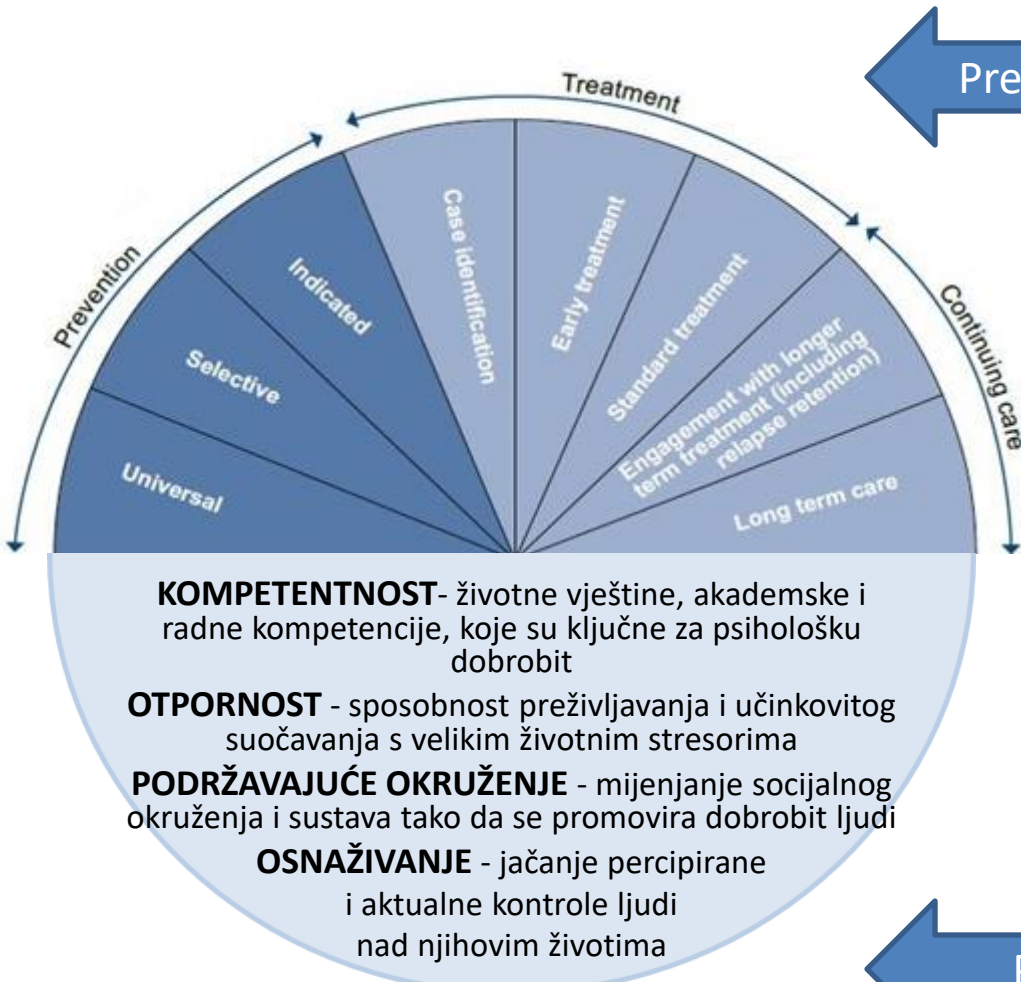 Pre
Treatment
Prevention
Continuing care
Universal
Selective
Indicated
Case identification
Early treatment
Standard treatment
Engagement with longer
term treatment (including
relapse retention)
Long term care
KOMPETENTNOST- životne vještine, akademske i
radne kompetencije, koje su ključne za psihološku
dobrobit
OTPORNOST - sposobnost preživljavanja i učinkovitog
suočavanja s velikim životnim stresorima
PODRŽAVAJUĆE OKRUŽENJE - mijenjanje socijalnog
okruženja i sustava tako da se promovira dobrobit ljudi
OSNAŽIVANJE - jačanje percipirane
i aktualne kontrole ljudi
nad njihovim životima